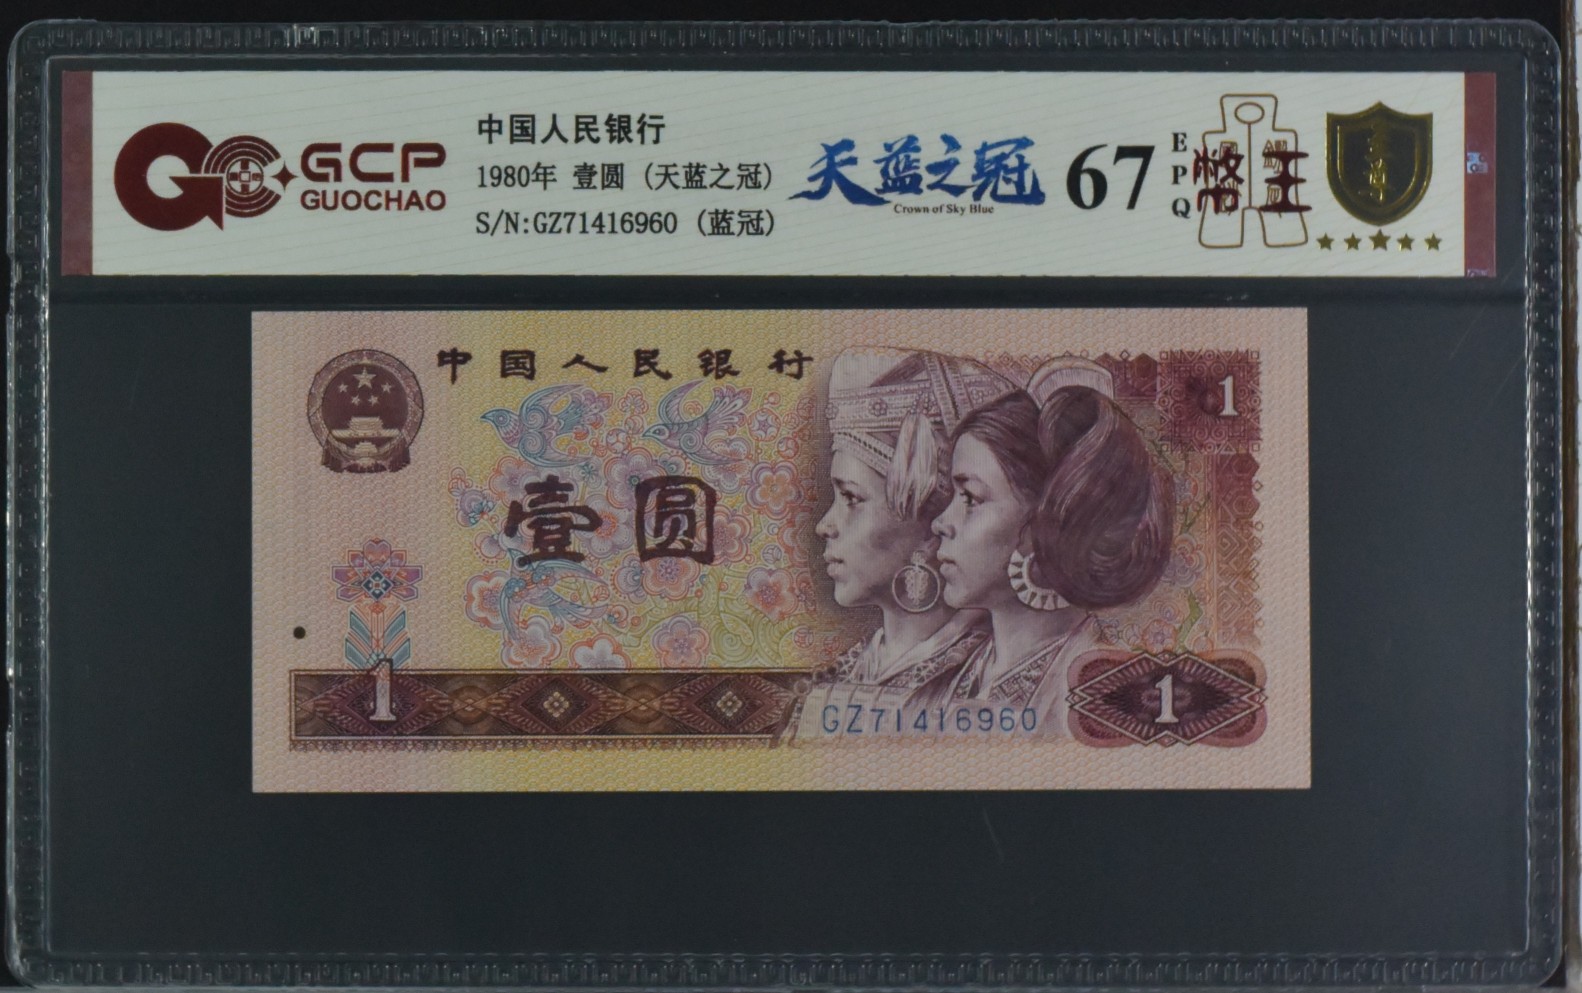 GCP
GUOCHAO
中国人民银行
1980年 壹圆 (天蓝之冠)
S/N:GZ71416960 (蓝冠)
天蓝之冠
Crown of Sky Blue
67
EPQ
幣王
中国人民银行
1
壹圆
1
GZ71416960
1